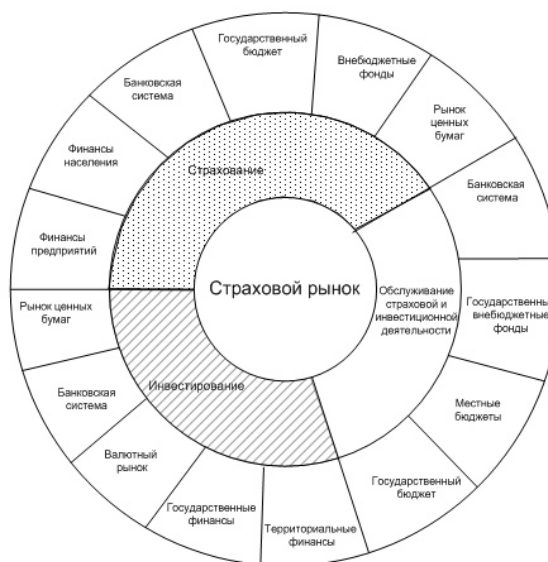 Государственный
бюджет
Внебюджетные
фонды
Банковская
система
Рынок
ценных
бумаг
Финансы
населения
Страхование
Банковская
система
Финансы
предприятий
Страховой рынок
Обслуживание
страховой и
инвестиционной
деятельности
Рынок ценных
бумаг
Государственные
внебюджетные
фонды
Инвестирование
Банковская
система
Местные
бюджеты
Валютный
рынок
Государственный
бюджет
Государственные
финансы
Территориальные
финансы